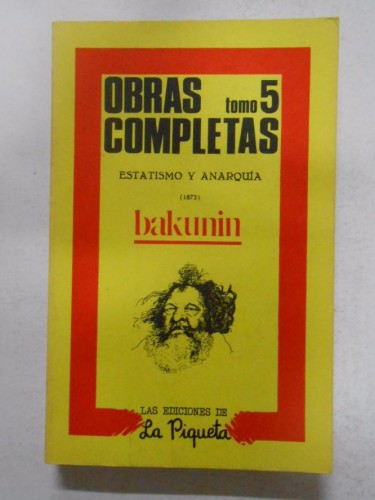 OBRAS tomo 5
COMPLETAS
ESTATISMO Y ANARQUÍA
(1873)
bakunin
LAS EDICIONES DE
La Piqueta